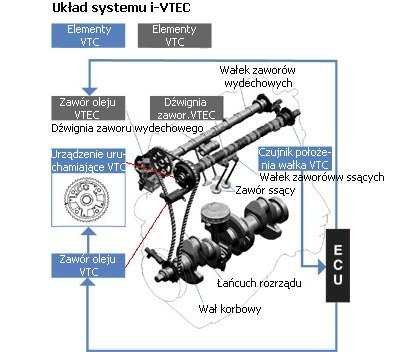 Układ systemu i-VTEC
Elementy
VTC
Elementy
VTC
Wałek zaworów
wydechowych
Zawór oleju
VTEC
Dźwignia
zawor.VTEC
Dźwignia zaworu wydechowego
Urządzenie uru-
chamiające VTC
Czujnik położe-
nia wałka VTC
Wałek zaworóww ssących
Zawór ssący
Zawór oleju
VTC
Łańcuch rozrządu
Wał korbowy
ECU